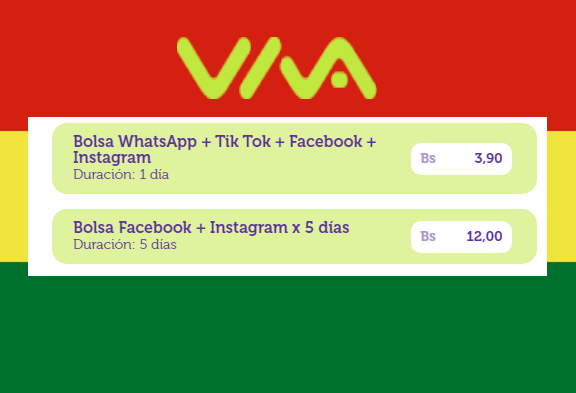 VIVA
Bolsa WhatsApp + Tik Tok + Facebook +
Instagram
Duración: 1 día
Bs 3,90
Bolsa Facebook + Instagram x 5 días
Duración: 5 días
Bs 12,00